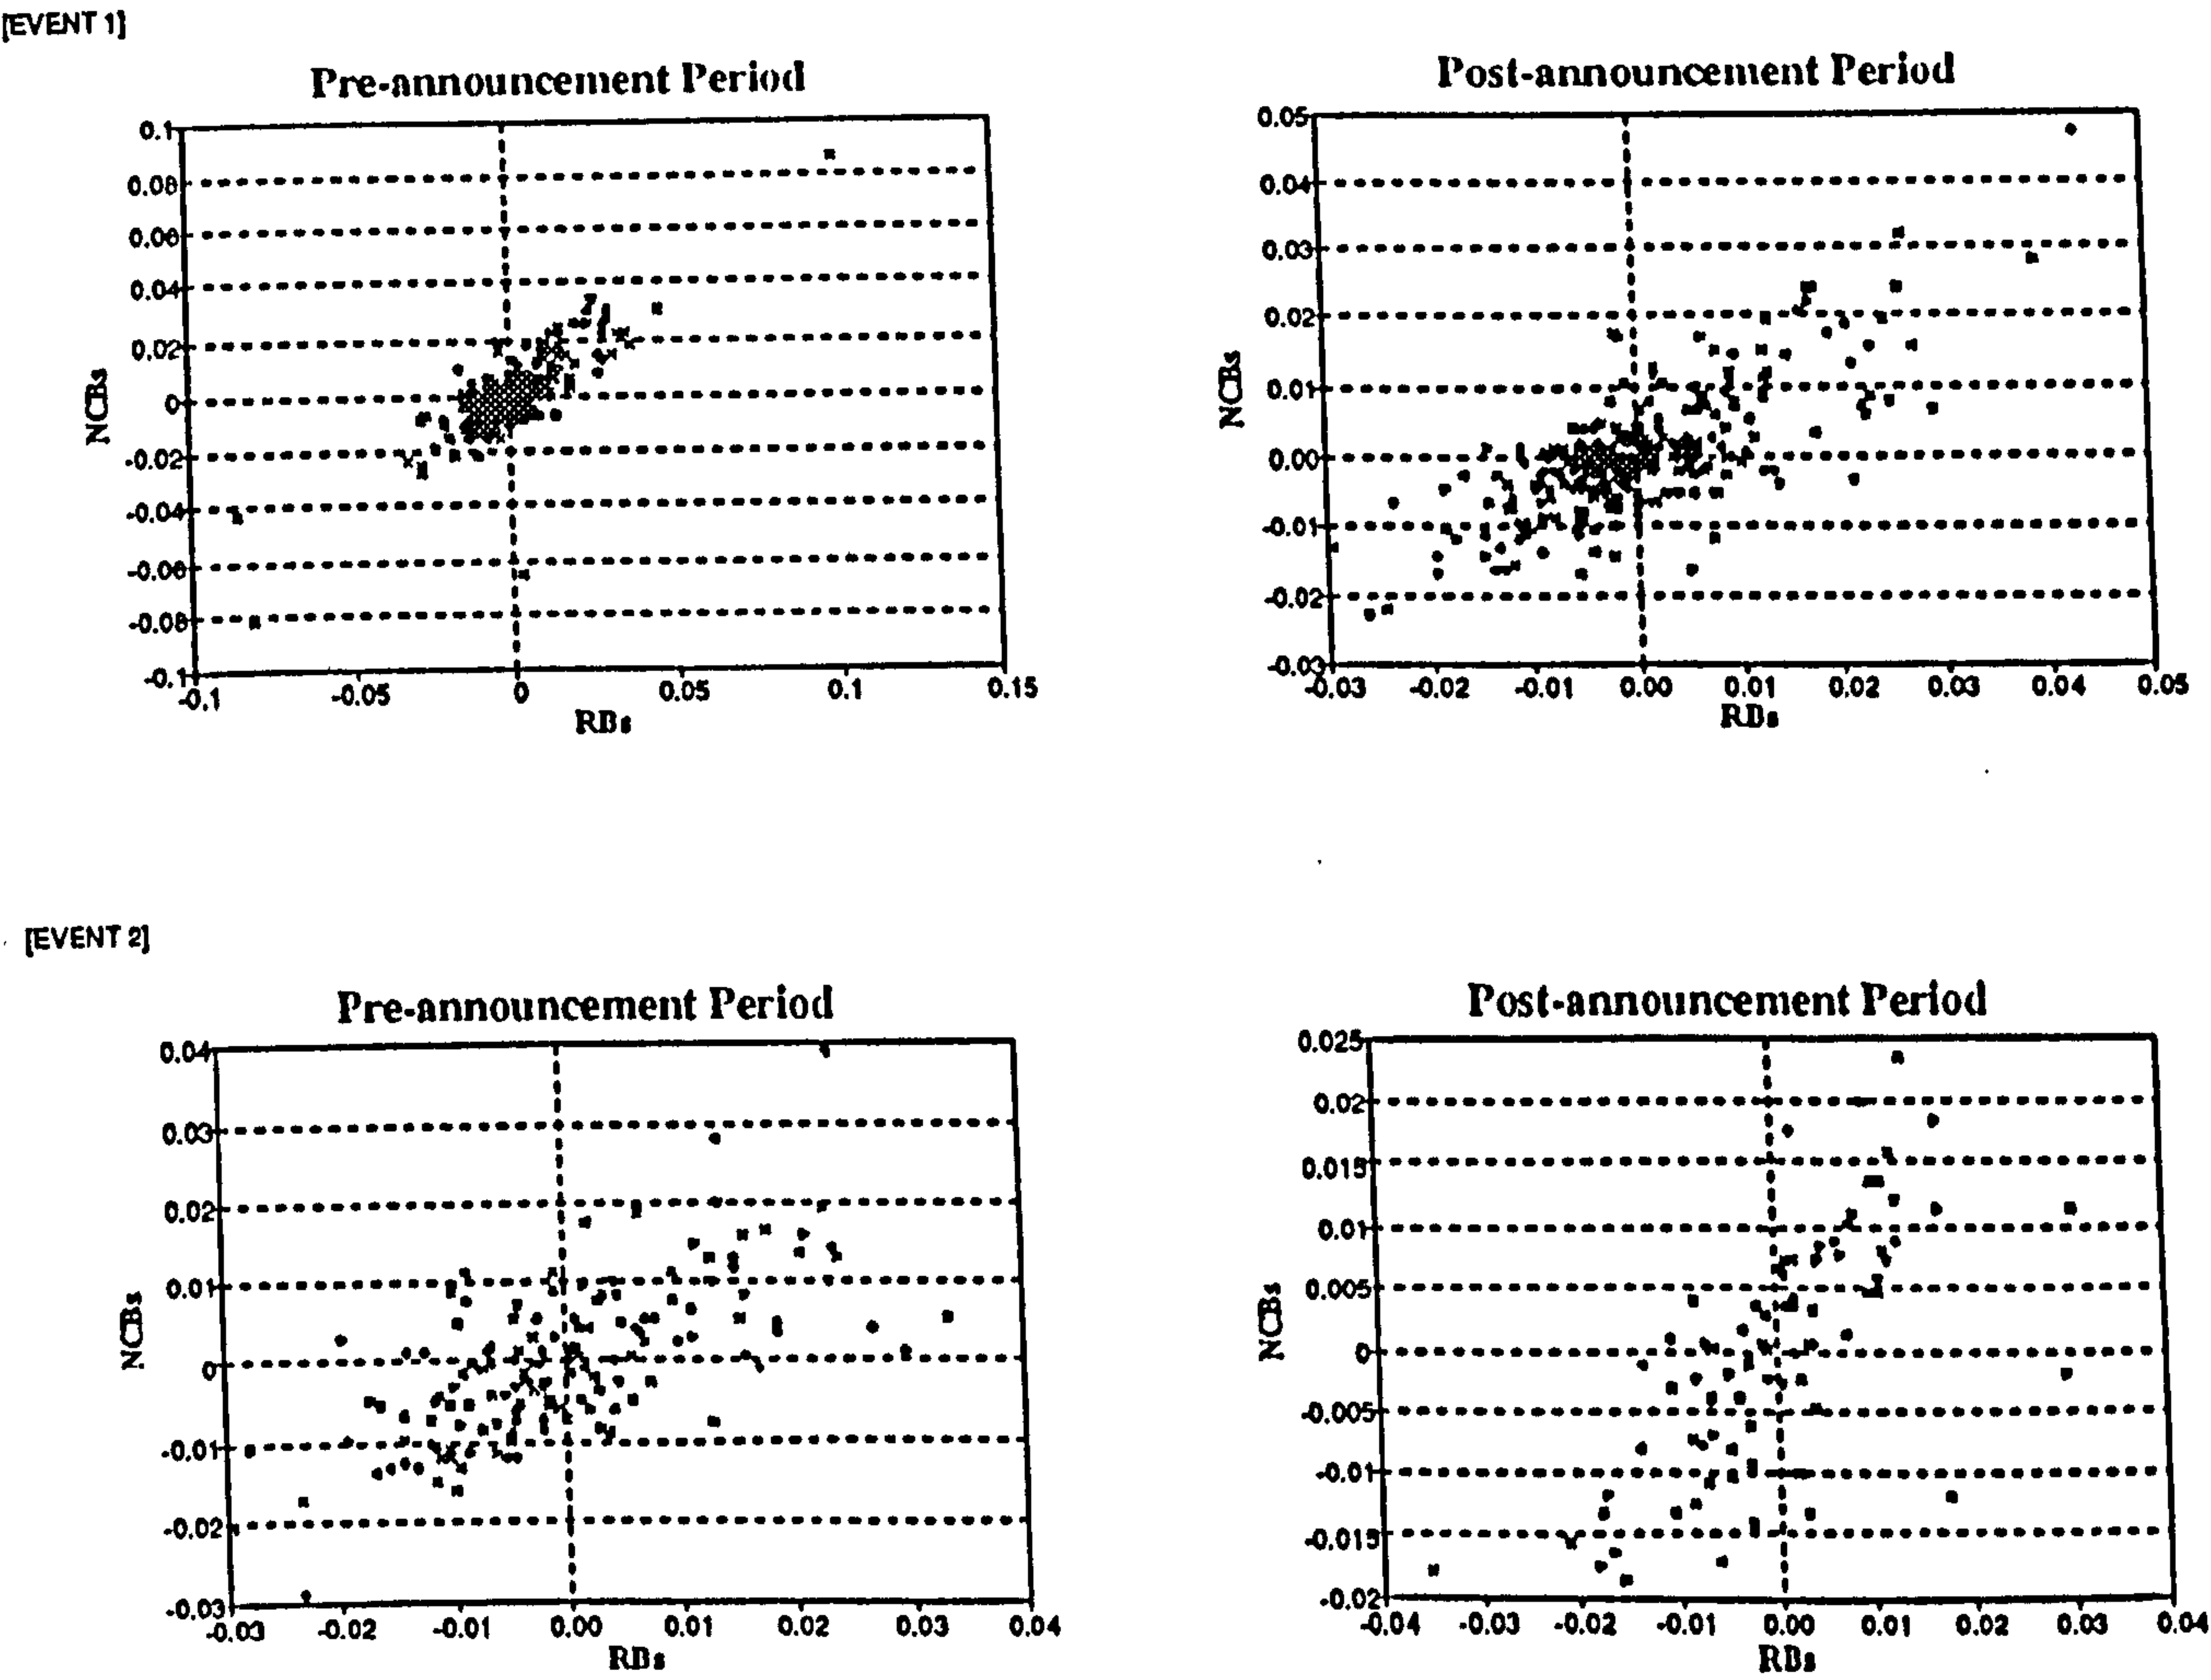 [EVENT 1]
Pre-announcement Period
0.1
0.08
0.06
0.04
0.02
0
-0.02
-0.04
-0.06
-0.08
-0.1
NCBs
-0.1 -0.05 0 0.05 0.1 0.15
RBs
Post-announcement Period
0.05
0.04
0.03
0.02
0.01
0.00
-0.01
-0.02
-0.03
NCBs
-0.03 -0.02 -0.01 0.00 0.01 0.02 0.03 0.04 0.05
RBs
[EVENT 2]
Pre-announcement Period
0.04
0.03
0.02
0.01
0
-0.01
-0.02
-0.03
NCBs
-0.03 -0.02 -0.01 0.00 0.01 0.02 0.03 0.04
RBs
Post-announcement Period
0.025
0.02
0.015
0.01
0.005
0
-0.005
-0.01
-0.015
-0.02
NCBs
-0.04 -0.03 -0.02 -0.01 0.00 0.01 0.02 0.03 0.04
RBs